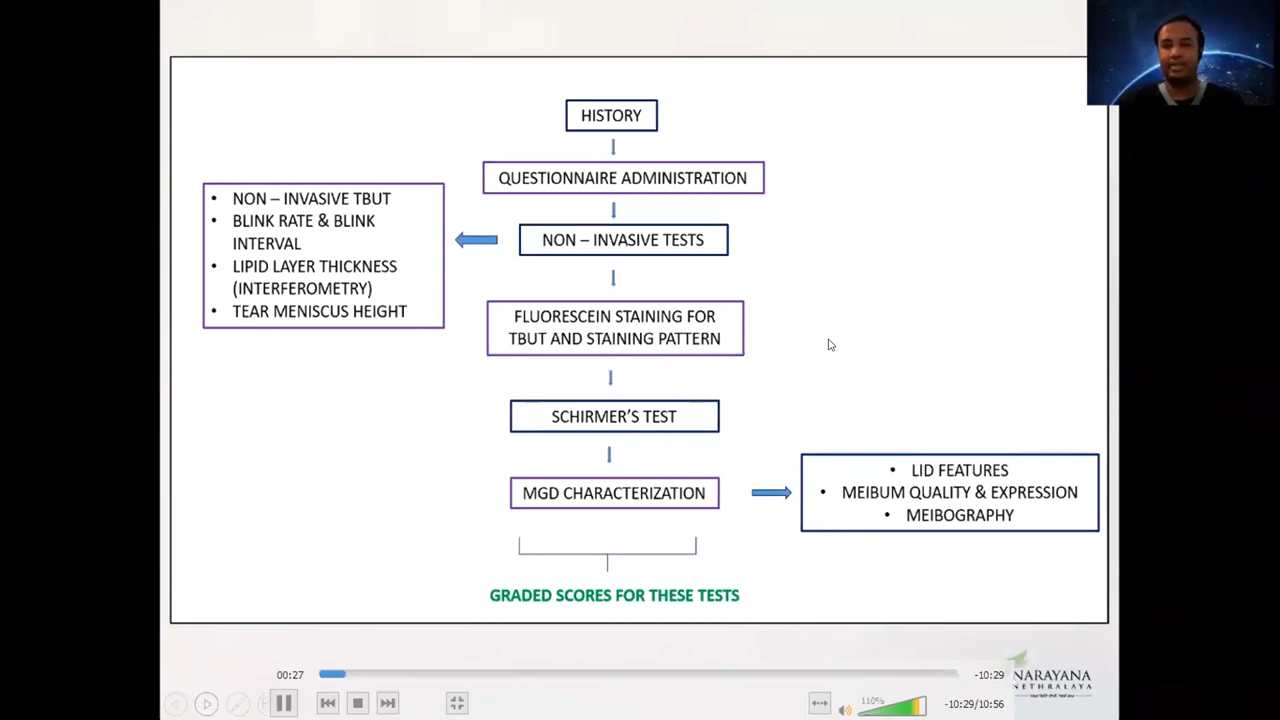 HISTORY
QUESTIONNAIRE ADMINISTRATION
NON – INVASIVE TESTS
• NON – INVASIVE TBUT
• BLINK RATE & BLINK
INTERVAL
• LIPID LAYER THICKNESS
(INTERFEROMETRY)
• TEAR MENISCUS HEIGHT
FLUORESCEIN STAINING FOR
TBUT AND STAINING PATTERN
SCHIRMER'S TEST
MGD CHARACTERIZATION
• LID FEATURES
• MEIBUM QUALITY & EXPRESSION
• MEIBOGRAPHY
GRADED SCORES FOR THESE TESTS
00:27
-10:29
NARAYANA
NETHRALAYA
110%
-10:29/10:56